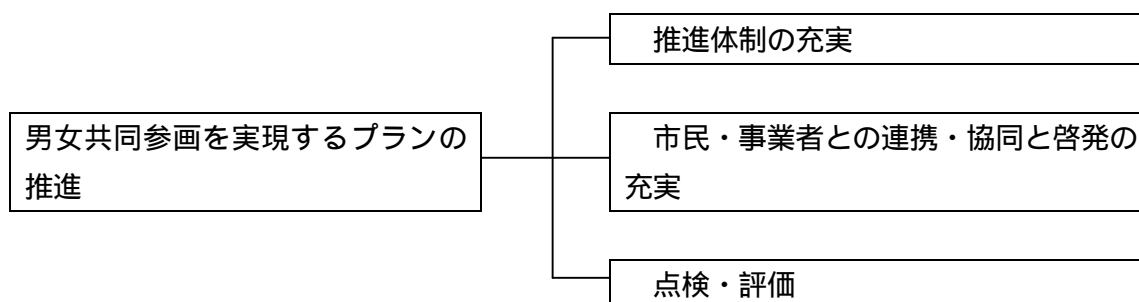 男女共同参画を実現するプランの
推進
推進体制の充実
市民・事業者との連携・協同と啓発の
充実
点検・評価